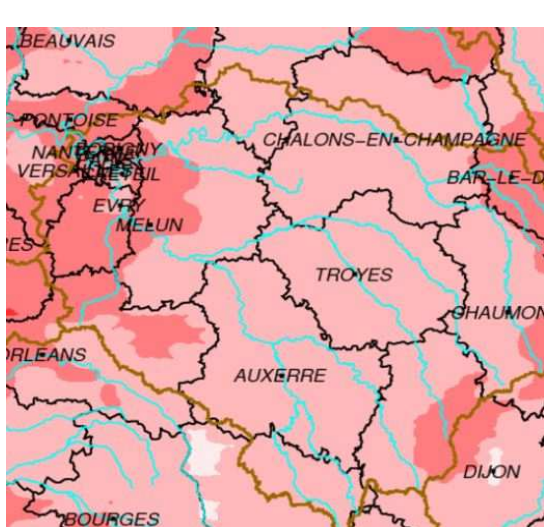 BEAUVAIS
PONTOISE
CHALONS-EN-CHAMPAGNE
BAR-LE-D
EVRY
MELUN
TROYES
CHAUMON
ORLEANS
AUXERRE
DIJON
BOURGES